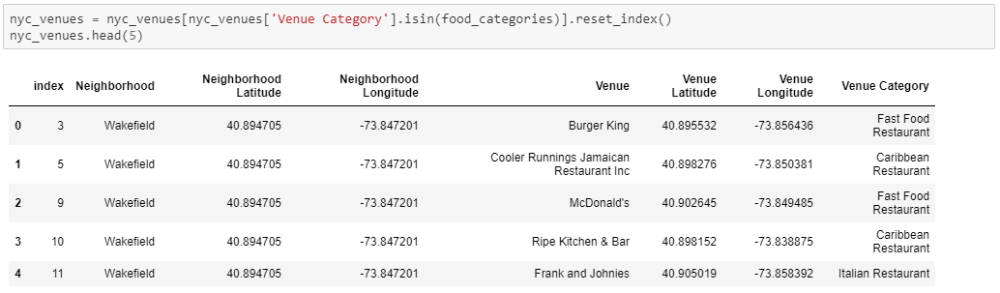 nyc_venues = nyc_venues[nyc_venues['Venue Category'].isin(food_categories)].reset_index()
nyc_venues.head(5)
index Neighborhood Neighborhood Latitude Neighborhood Longitude Venue Venue Latitude Venue Longitude Venue Category
0 3 Wakefield 40.894705 -73.847201 Burger King 40.895532 -73.856436 Fast Food Restaurant
1 5 Wakefield 40.894705 -73.847201 Cooler Runnings Jamaican Restaurant Inc 40.898276 -73.850381 Caribbean Restaurant
2 9 Wakefield 40.894705 -73.847201 McDonald's 40.902645 -73.849485 Fast Food Restaurant
3 10 Wakefield 40.894705 -73.847201 Ripe Kitchen & Bar 40.898152 -73.838875 Caribbean Restaurant
4 11 Wakefield 40.894705 -73.847201 Frank and Johnies 40.905019 -73.858392 Italian Restaurant